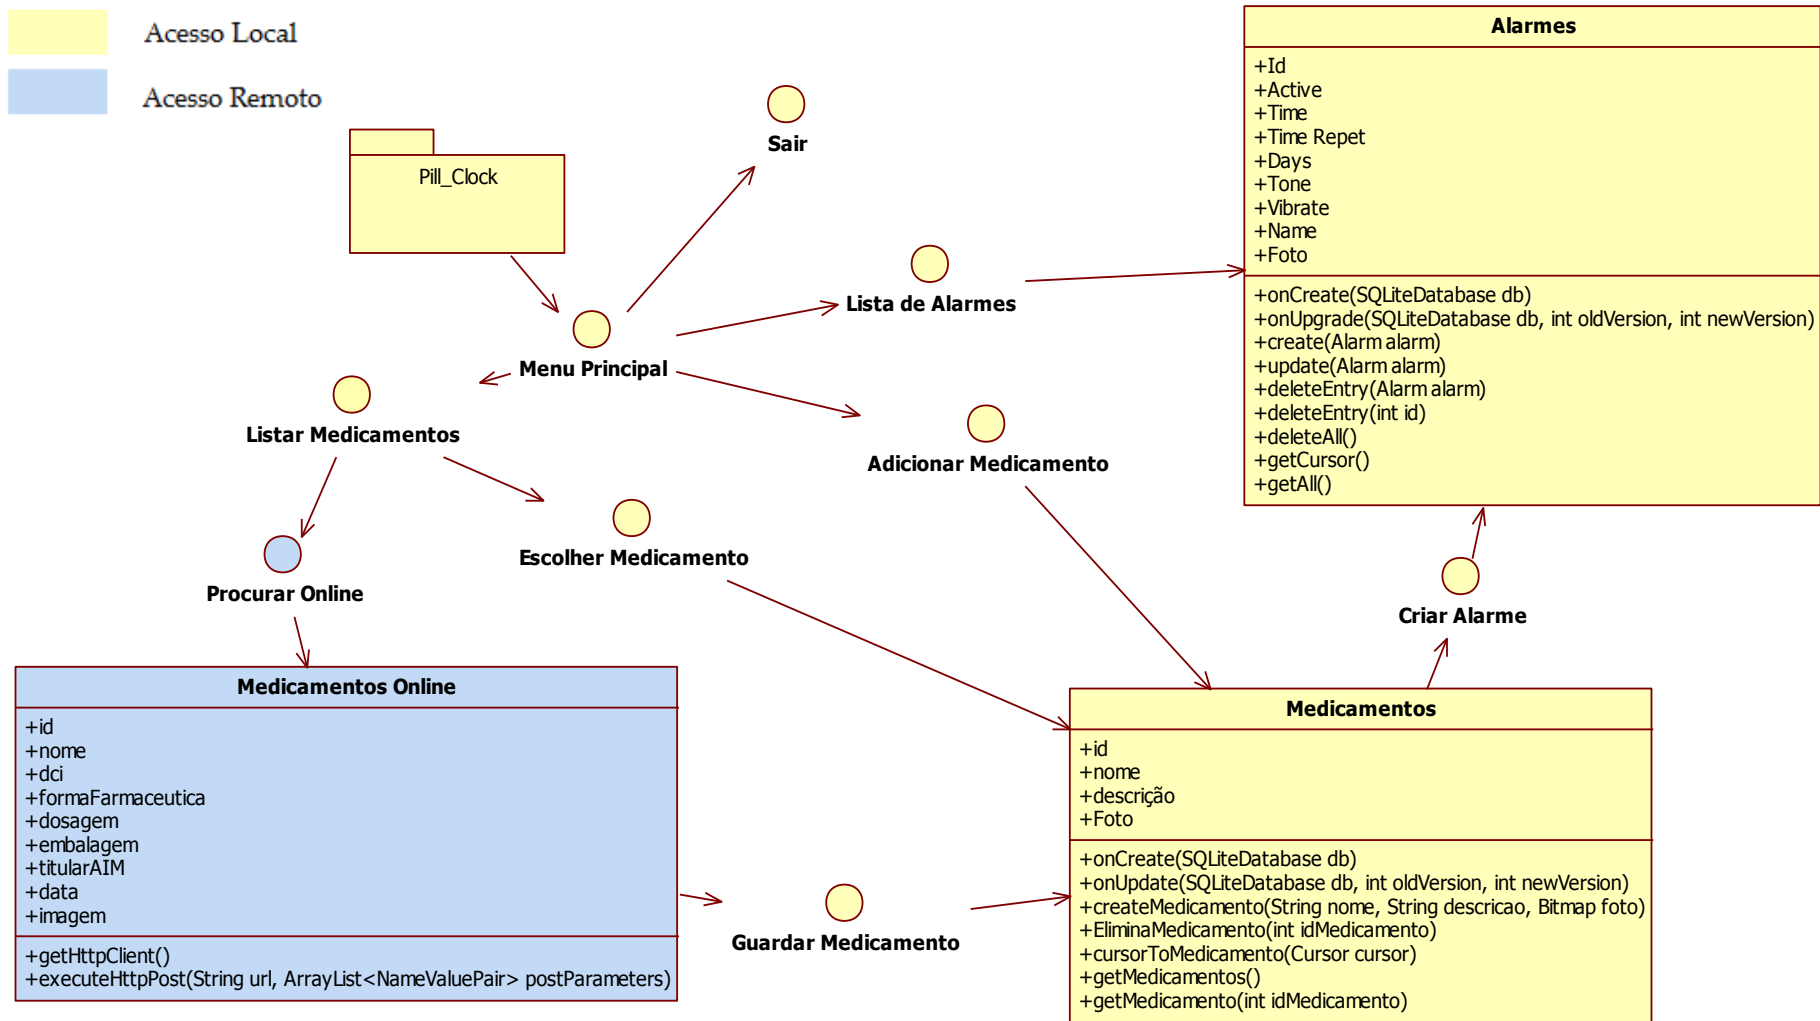 Acesso Local
Acesso Remoto
Pill_Clock
Sair
Lista de Alarmes
Menu Principal
Listar Medicamentos
Adicionar Medicamento
Escolher Medicamento
Procurar Online
Criar Alarme
Guardar Medicamento
Alarmes
+Id
+Active
+Time
+Time Repet
+Days
+Tone
+Vibrate
+Name
+Foto
+onCreate(SQLiteDatabase db)
+onUpgrade(SQLiteDatabase db, int oldVersion, int newVersion)
+create(Alarm alarm)
+update(Alarm alarm)
+deleteEntry(Alarm alarm)
+deleteEntry(int id)
+deleteAll()
+getCursor()
+getAll()
Medicamentos Online
+id
+nome
+dci
+formaFarmaceutica
+dosagem
+embalagem
+titularAIM
+data
+imagem
+getHttpClient()
+executeHttpPost(String url, ArrayList<NameValuePair> postParameters)
Medicamentos
+id
+nome
+descrição
+Foto
+onCreate(SQLiteDatabase db)
+onUpdate(SQLiteDatabase db, int oldVersion, int newVersion)
+createMedicamento(String nome, String descricao, Bitmap foto)
+EliminaMedicamento(int idMedicamento)
+cursorToMedicamento(Cursor cursor)
+getMedicamentos()
+getMedicamento(int idMedicamento)